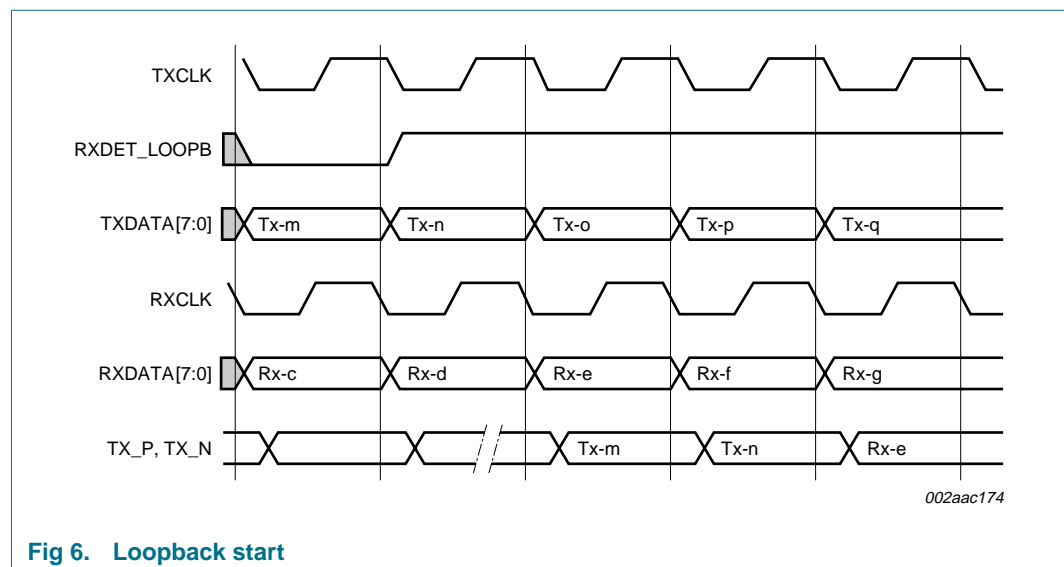 TXCLK
RXDET_LOOPB
TXDATA[7:0] Tx-m Tx-n Tx-o Tx-p Tx-q
RXCLK
RXDATA[7:0] Rx-c Rx-d Rx-e Rx-f Rx-g
TX_P, TX_N Tx-m Tx-n Rx-e
002aac174
Fig 6. Loopback start